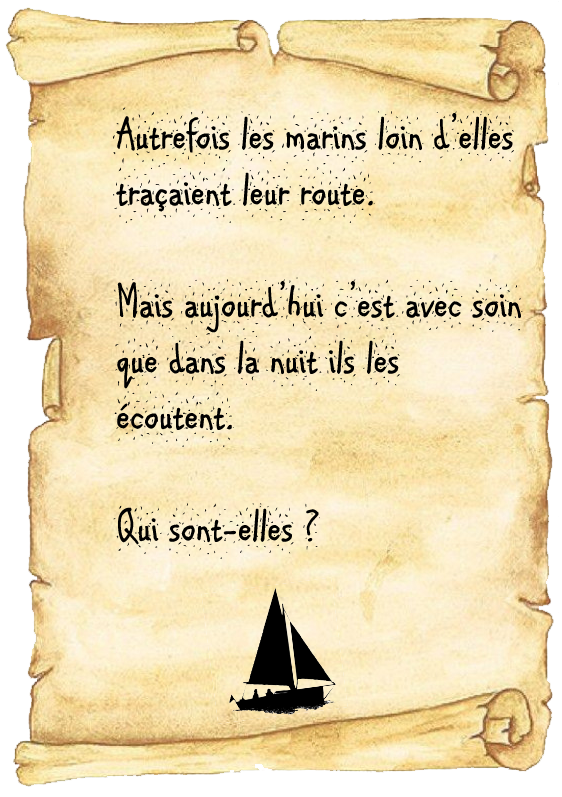 Autrefois les marins loin d'elles
traçaient leur route.
Mais aujourd'hui c'est avec soin
que dans la nuit ils les
écoutent.
Qui sont-elles ?